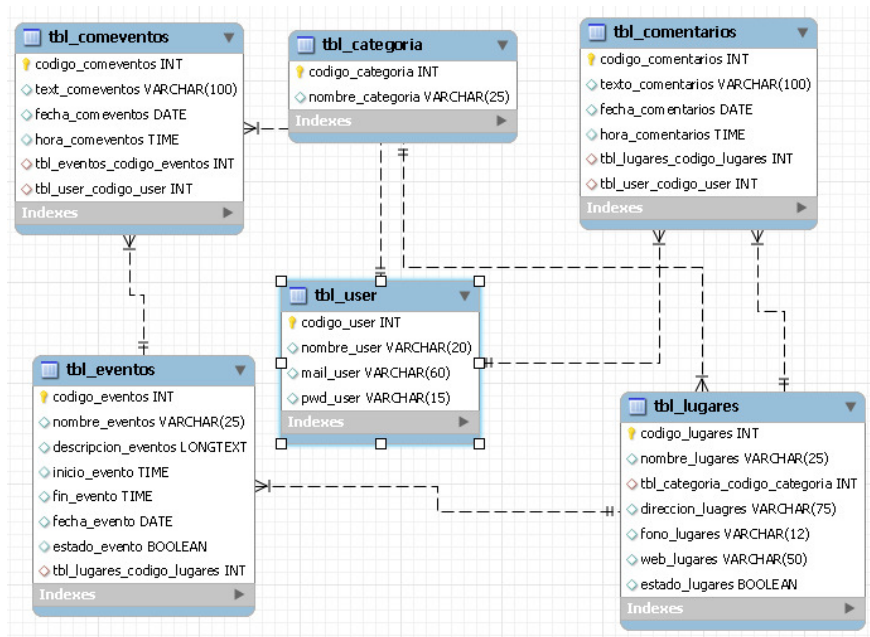 tbl_comeventos
codigo_comeventos INT
text_comeventos VARCHAR(100)
fecha_comeventos DATE
hora_comeventos TIME
tbl_eventos_codigo_eventos INT
tbl_user_codigo_user INT
Indexes
tbl_categoria
codigo_categoria INT
nombre_categoria VARCHAR(25)
Indexes
tbl_comentarios
codigo_comentarios INT
texto_comentarios VARCHAR(100)
fecha_comentarios DATE
hora_comentarios TIME
tbl_lugares_codigo_lugares INT
tbl_user_codigo_user INT
Indexes
tbl_user
codigo_user INT
nombre_user VARCHAR(20)
mail_user VARCHAR(60)
pwd_user VARCHAR(15)
Indexes
tbl_eventos
codigo_eventos INT
nombre_eventos VARCHAR(25)
descripcion_eventos LONGTEXT
inicio_evento TIME
fin_evento TIME
fecha_evento DATE
estado_evento BOOLEAN
tbl_lugares_codigo_lugares INT
Indexes
tbl_lugares
codigo_lugares INT
nombre_lugares VARCHAR(25)
tbl_categoria_codigo_categoria INT
direccion_luagres VARCHAR(75)
fono_lugares VARCHAR(12)
web_lugares VARCHAR(50)
estado_lugares BOOLEAN
Indexes